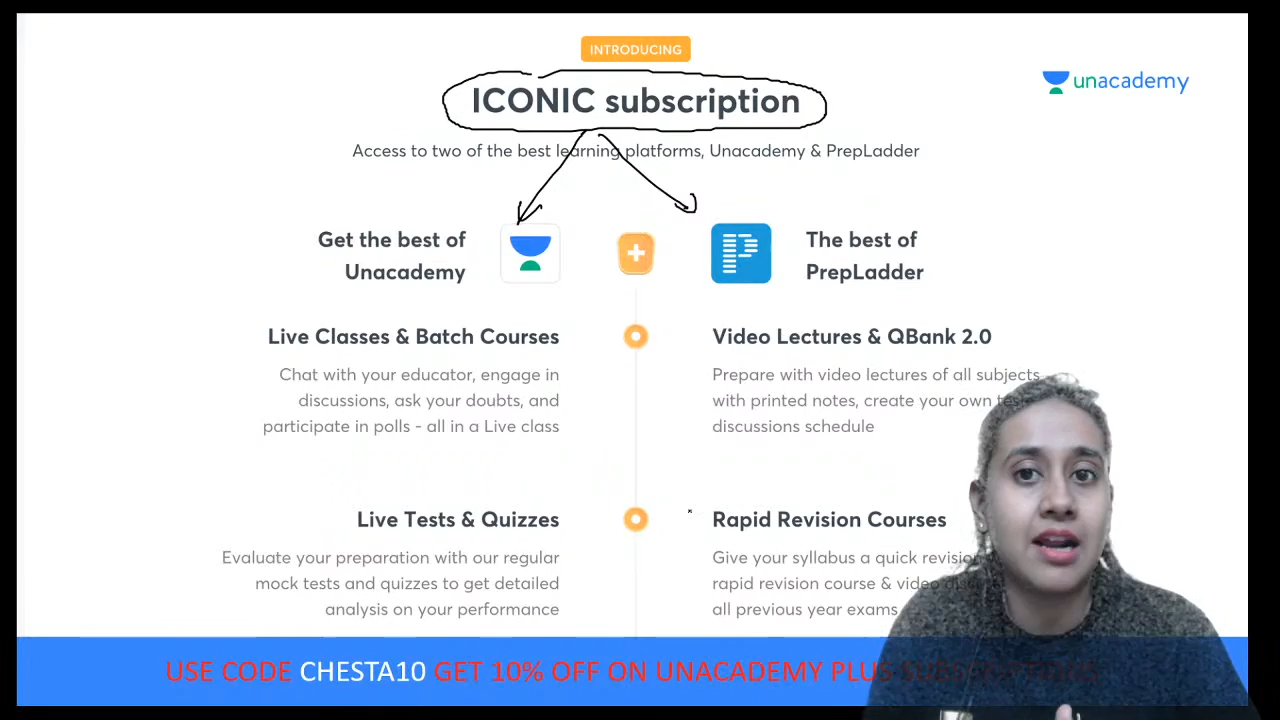 INTRODUCING
ICONIC subscription
unacademy
Access to two of the best learning platforms, Unacademy & PrepLadder
Get the best of
Unacademy
The best of
PrepLadder
Live Classes & Batch Courses
Chat with your educator, engage in
discussions, ask your doubts, and
participate in polls - all in a Live class
Video Lectures & QBank 2.0
Prepare with video lectures of all subjects
with printed notes, create your own
discussions schedule
Live Tests & Quizzes
Evaluate your preparation with our regular
mock tests and quizzes to get detailed
analysis on your performance
Rapid Revision Courses
Give your syllabus a quick revision
rapid revision course & video
all previous year exams
USE CODE CHESTA10 GET 10% OFF ON UNACADEMY PLUS SUBSCRIPTIONS